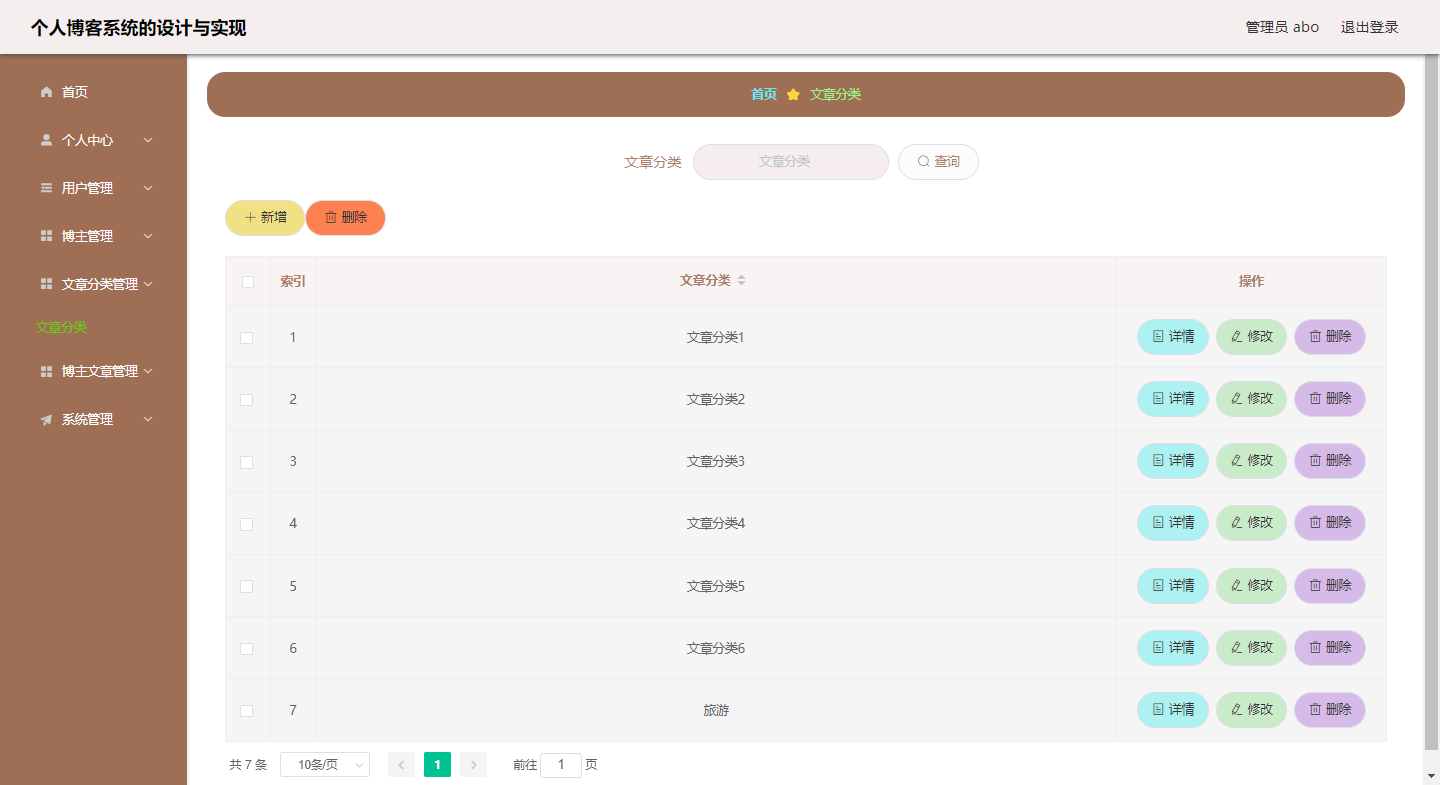 个人博客系统的设计与实现
管理员 abo 退出登录
首页
个人中心
用户管理
博主管理
文章分类管理
文章分类
博主文章管理
系统管理
首页 文章分类
文章分类 文章分类 查询
新增 删除
索引 文章分类 操作
1 文章分类1 详情 修改 删除
2 文章分类2 详情 修改 删除
3 文章分类3 详情 修改 删除
4 文章分类4 详情 修改 删除
5 文章分类5 详情 修改 删除
6 文章分类6 详情 修改 删除
7 旅游 详情 修改 删除
共 7 条 10条/页 1 前往 1 页